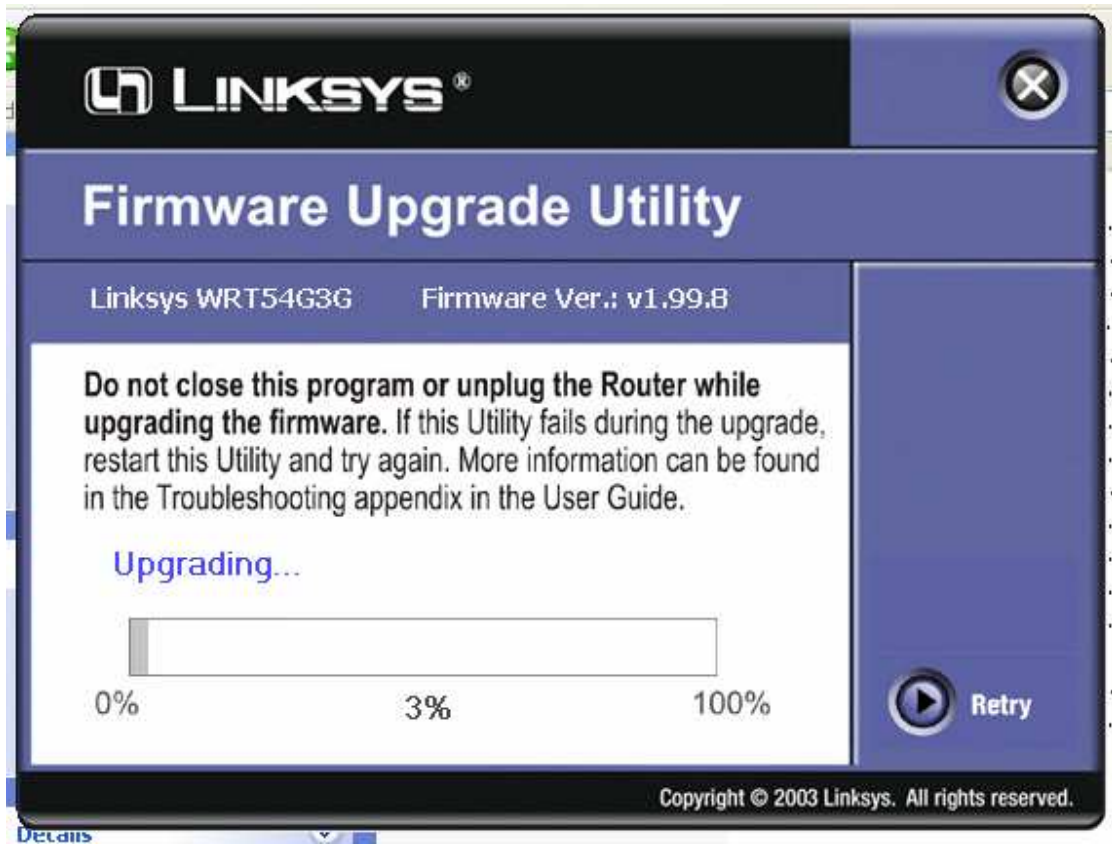 LINKSYS®
Firmware Upgrade Utility
Linksys WRT54G3G Firmware Ver.: v1.99.8
Do not close this program or unplug the Router while
upgrading the firmware. If this Utility fails during the upgrade,
restart this Utility and try again. More information can be found
in the Troubleshooting appendix in the User Guide.
Upgrading...
0% 3% 100%
Retry
Copyright © 2003 Linksys. All rights reserved.
Details